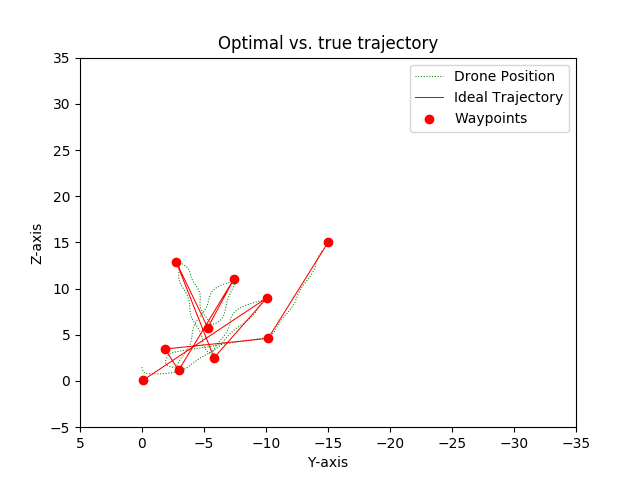 Optimal vs. true trajectory
Drone Position
Ideal Trajectory
Waypoints
Z-axis
35
30
25
20
15
10
5
0
−5
5 0 −5 −10 −15 −20 −25 −30 −35
Y-axis